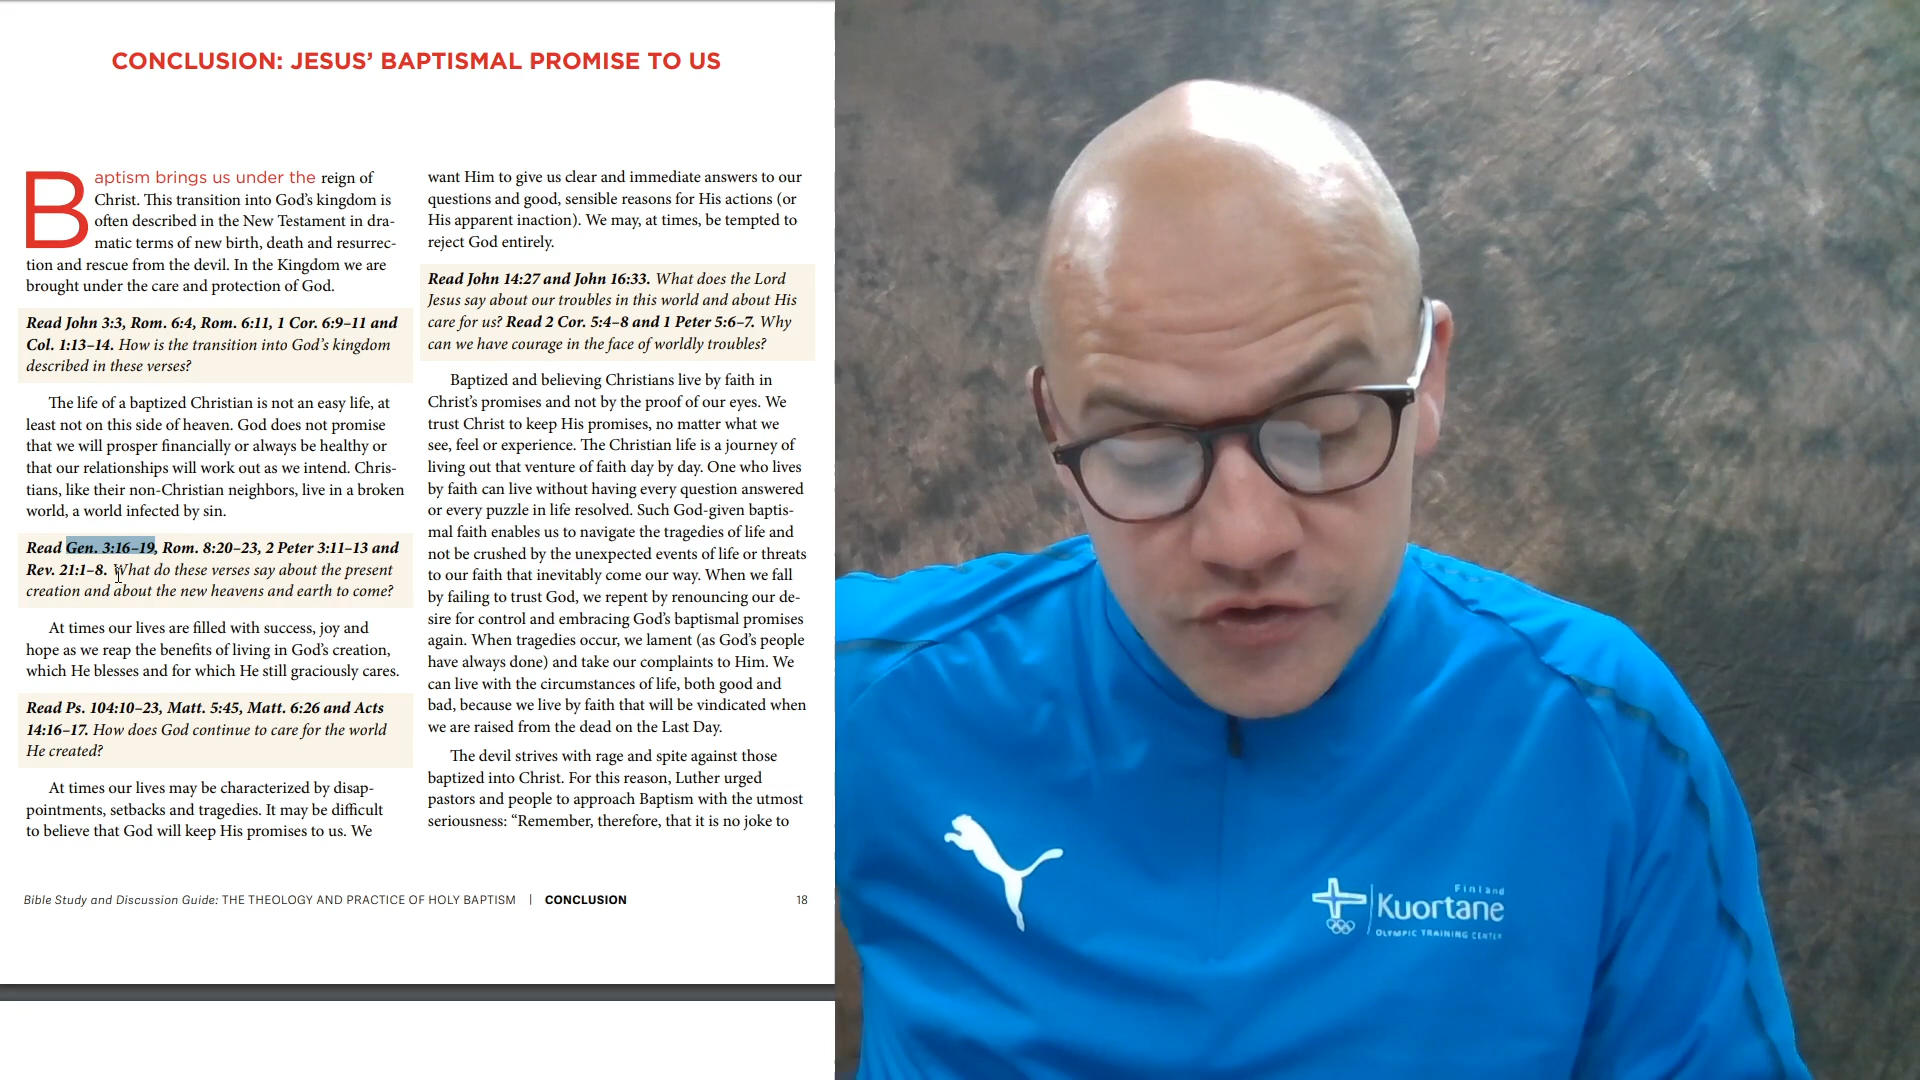 CONCLUSION: JESUS’ BAPTISMAL PROMISE TO US
Baptism brings us under the reign of
Christ. This transition into God’s kingdom is
often described in the New Testament in dra-
matic terms of new birth, death and resurrec-
tion and rescue from the devil. In the Kingdom we are
brought under the care and protection of God.
Read John 3:3, Rom. 6:4, Rom. 6:11, 1 Cor. 6:9–11 and
Col. 1:13–14. How is the transition into God’s kingdom
described in these verses?
The life of a baptized Christian is not an easy life, at
least not on this side of heaven. God does not promise
that we will prosper financially or always be healthy or
that our relationships will work out as we intend. Chris-
tians, like their non-Christian neighbors, live in a broken
world, a world infected by sin.
Read Gen. 3:16–19, Rom. 8:20–23, 2 Peter 3:11–13 and
Rev. 21:1–8. What do these verses say about the present
creation and about the new heavens and earth to come?
At times our lives are filled with success, joy and
hope as we reap the benefits of living in God’s creation,
which He blesses and for which He still graciously cares.
Read Ps. 104:10–23, Matt. 5:45, Matt. 6:26 and Acts
14:16–17. How does God continue to care for the world
He created?
At times our lives may be characterized by disap-
pointments, setbacks and tragedies. It may be difficult
to believe that God will keep His promises to us. We
want Him to give us clear and immediate answers to our
questions and good, sensible reasons for His actions (or
His apparent inaction). We may, at times, be tempted to
reject God entirely.
Read John 14:27 and John 16:33. What does the Lord
Jesus say about our troubles in this world and about His
care for us? Read 2 Cor. 5:4–8 and 1 Peter 5:6–7. Why
can we have courage in the face of worldly troubles?
Baptized and believing Christians live by faith in
Christ’s promises and not by the proof of our eyes. We
trust Christ to keep His promises, no matter what we
see, feel or experience. The Christian life is a journey of
living out that venture of faith day by day. One who lives
by faith can live without having every question answered
or every puzzle in life resolved. Such God-given baptis-
mal faith enables us to navigate the tragedies of life and
not be crushed by the unexpected events of life or threats
to our faith that inevitably come our way. When we fall
by failing to trust God, we repent by renouncing our de-
sire for control and embracing God’s baptismal promises
again. When tragedies occur, we lament (as God’s people
have always done) and take our complaints to Him. We
can live with the circumstances of life, both good and
bad, because we live by faith that will be vindicated when
we are raised from the dead on the Last Day.
The devil strives with rage and spite against those
baptized into Christ. For this reason, Luther urged
pastors and people to approach Baptism with the utmost
seriousness: “Remember, therefore, that it is no joke to
Bible Study and Discussion Guide: THE THEOLOGY AND PRACTICE OF HOLY BAPTISM | CONCLUSION 18
Finland
Kuortane
OLYMPIC TRAINING CENTER